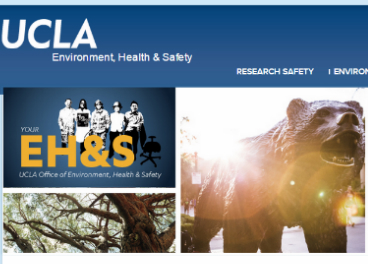 UCLA
Environment, Health & Safety
RESEARCH SAFETY | ENVIRON
YOUR
EH&S
UCLA Office of Environment, Health & Safety